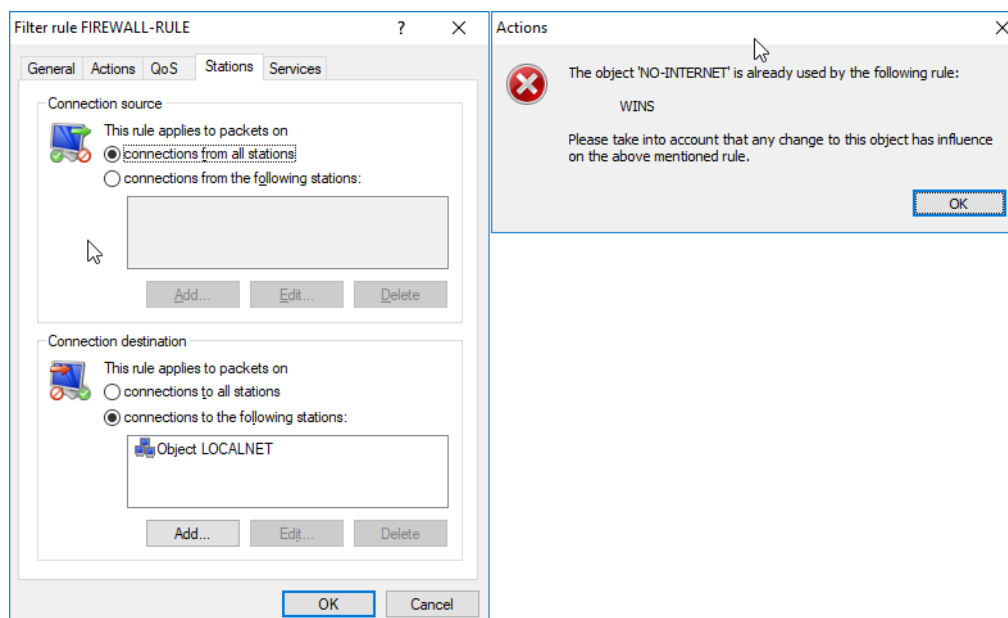 Filter rule FIREWALL-RULE
?
General Actions QoS Stations Services
Connection source
This rule applies to packets on
connections from all stations
connections from the following stations:
Add... Edit... Delete
Connection destination
This rule applies to packets on
connections to all stations
connections to the following stations:
Object LOCALNET
Add... Edit... Delete
OK Cancel
Actions
The object 'NO-INTERNET' is already used by the following rule:
WINS
Please take into account that any change to this object has influence
on the above mentioned rule.
OK